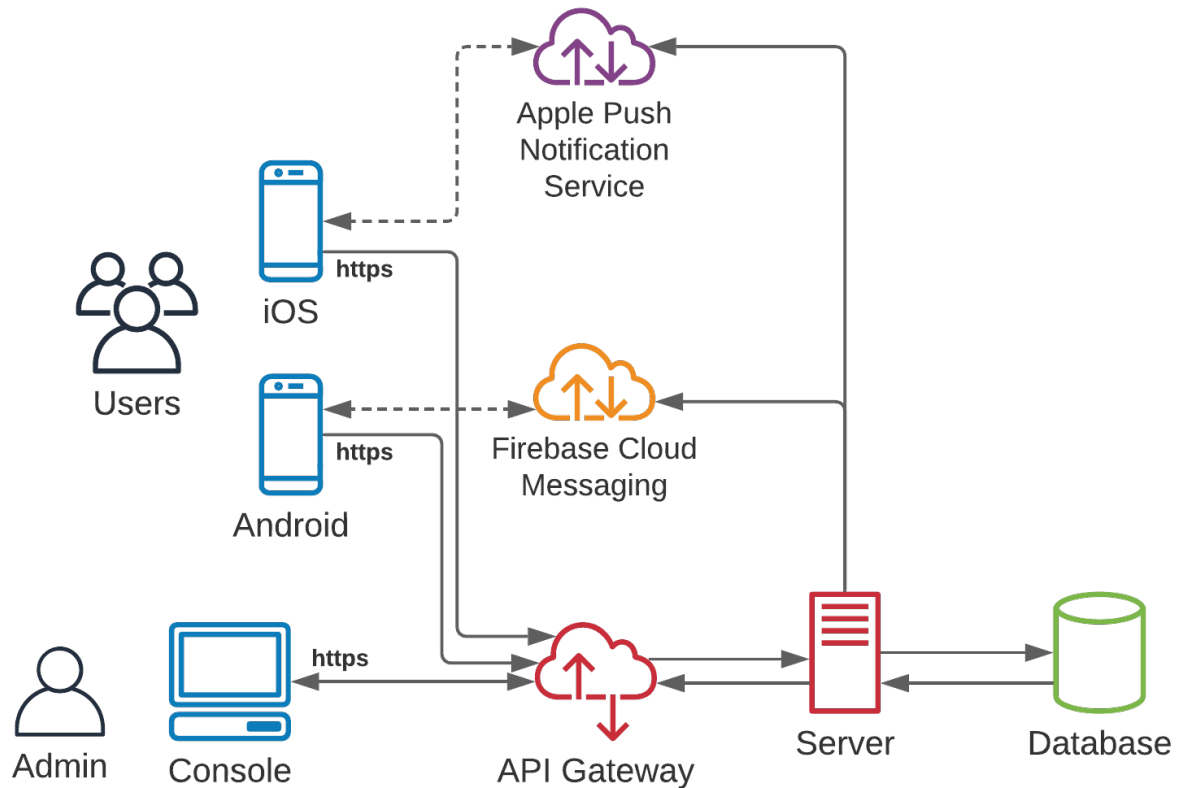 Apple Push
Notification
Service
https
iOS
Users
https
Android
Firebase Cloud
Messaging
https
Admin
Console
API Gateway
Server
Database